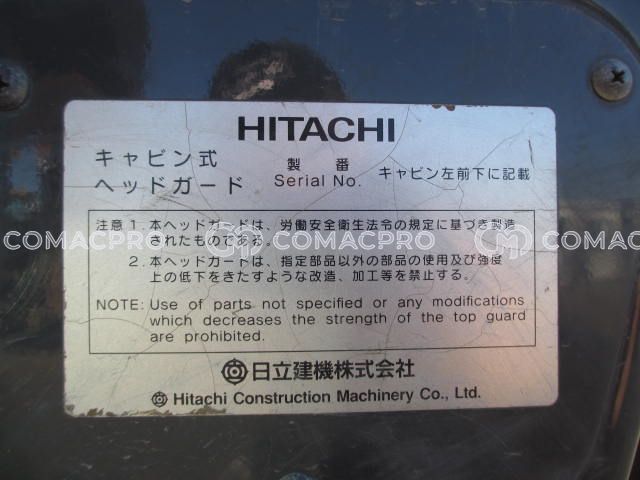 HITACHI
キャビン式
ヘッドガード
製番
Serial No.
キャビン左前下に記載
注意 1. 本ヘッドガードは、労働安全衛生法令の規定に基づき製造
されたものである。
2. 本ヘッドガードは、指定部品以外の部品の使用及び強度
上の低下をきたすような改造、加工等を禁止する。
NOTE: Use of parts not specified or any modifications
which decreases the strength of the top guard
are prohibited.
日立建機株式会社
Hitachi Construction Machinery Co., Ltd.
COMACPRO COMACPRO COMACPRO